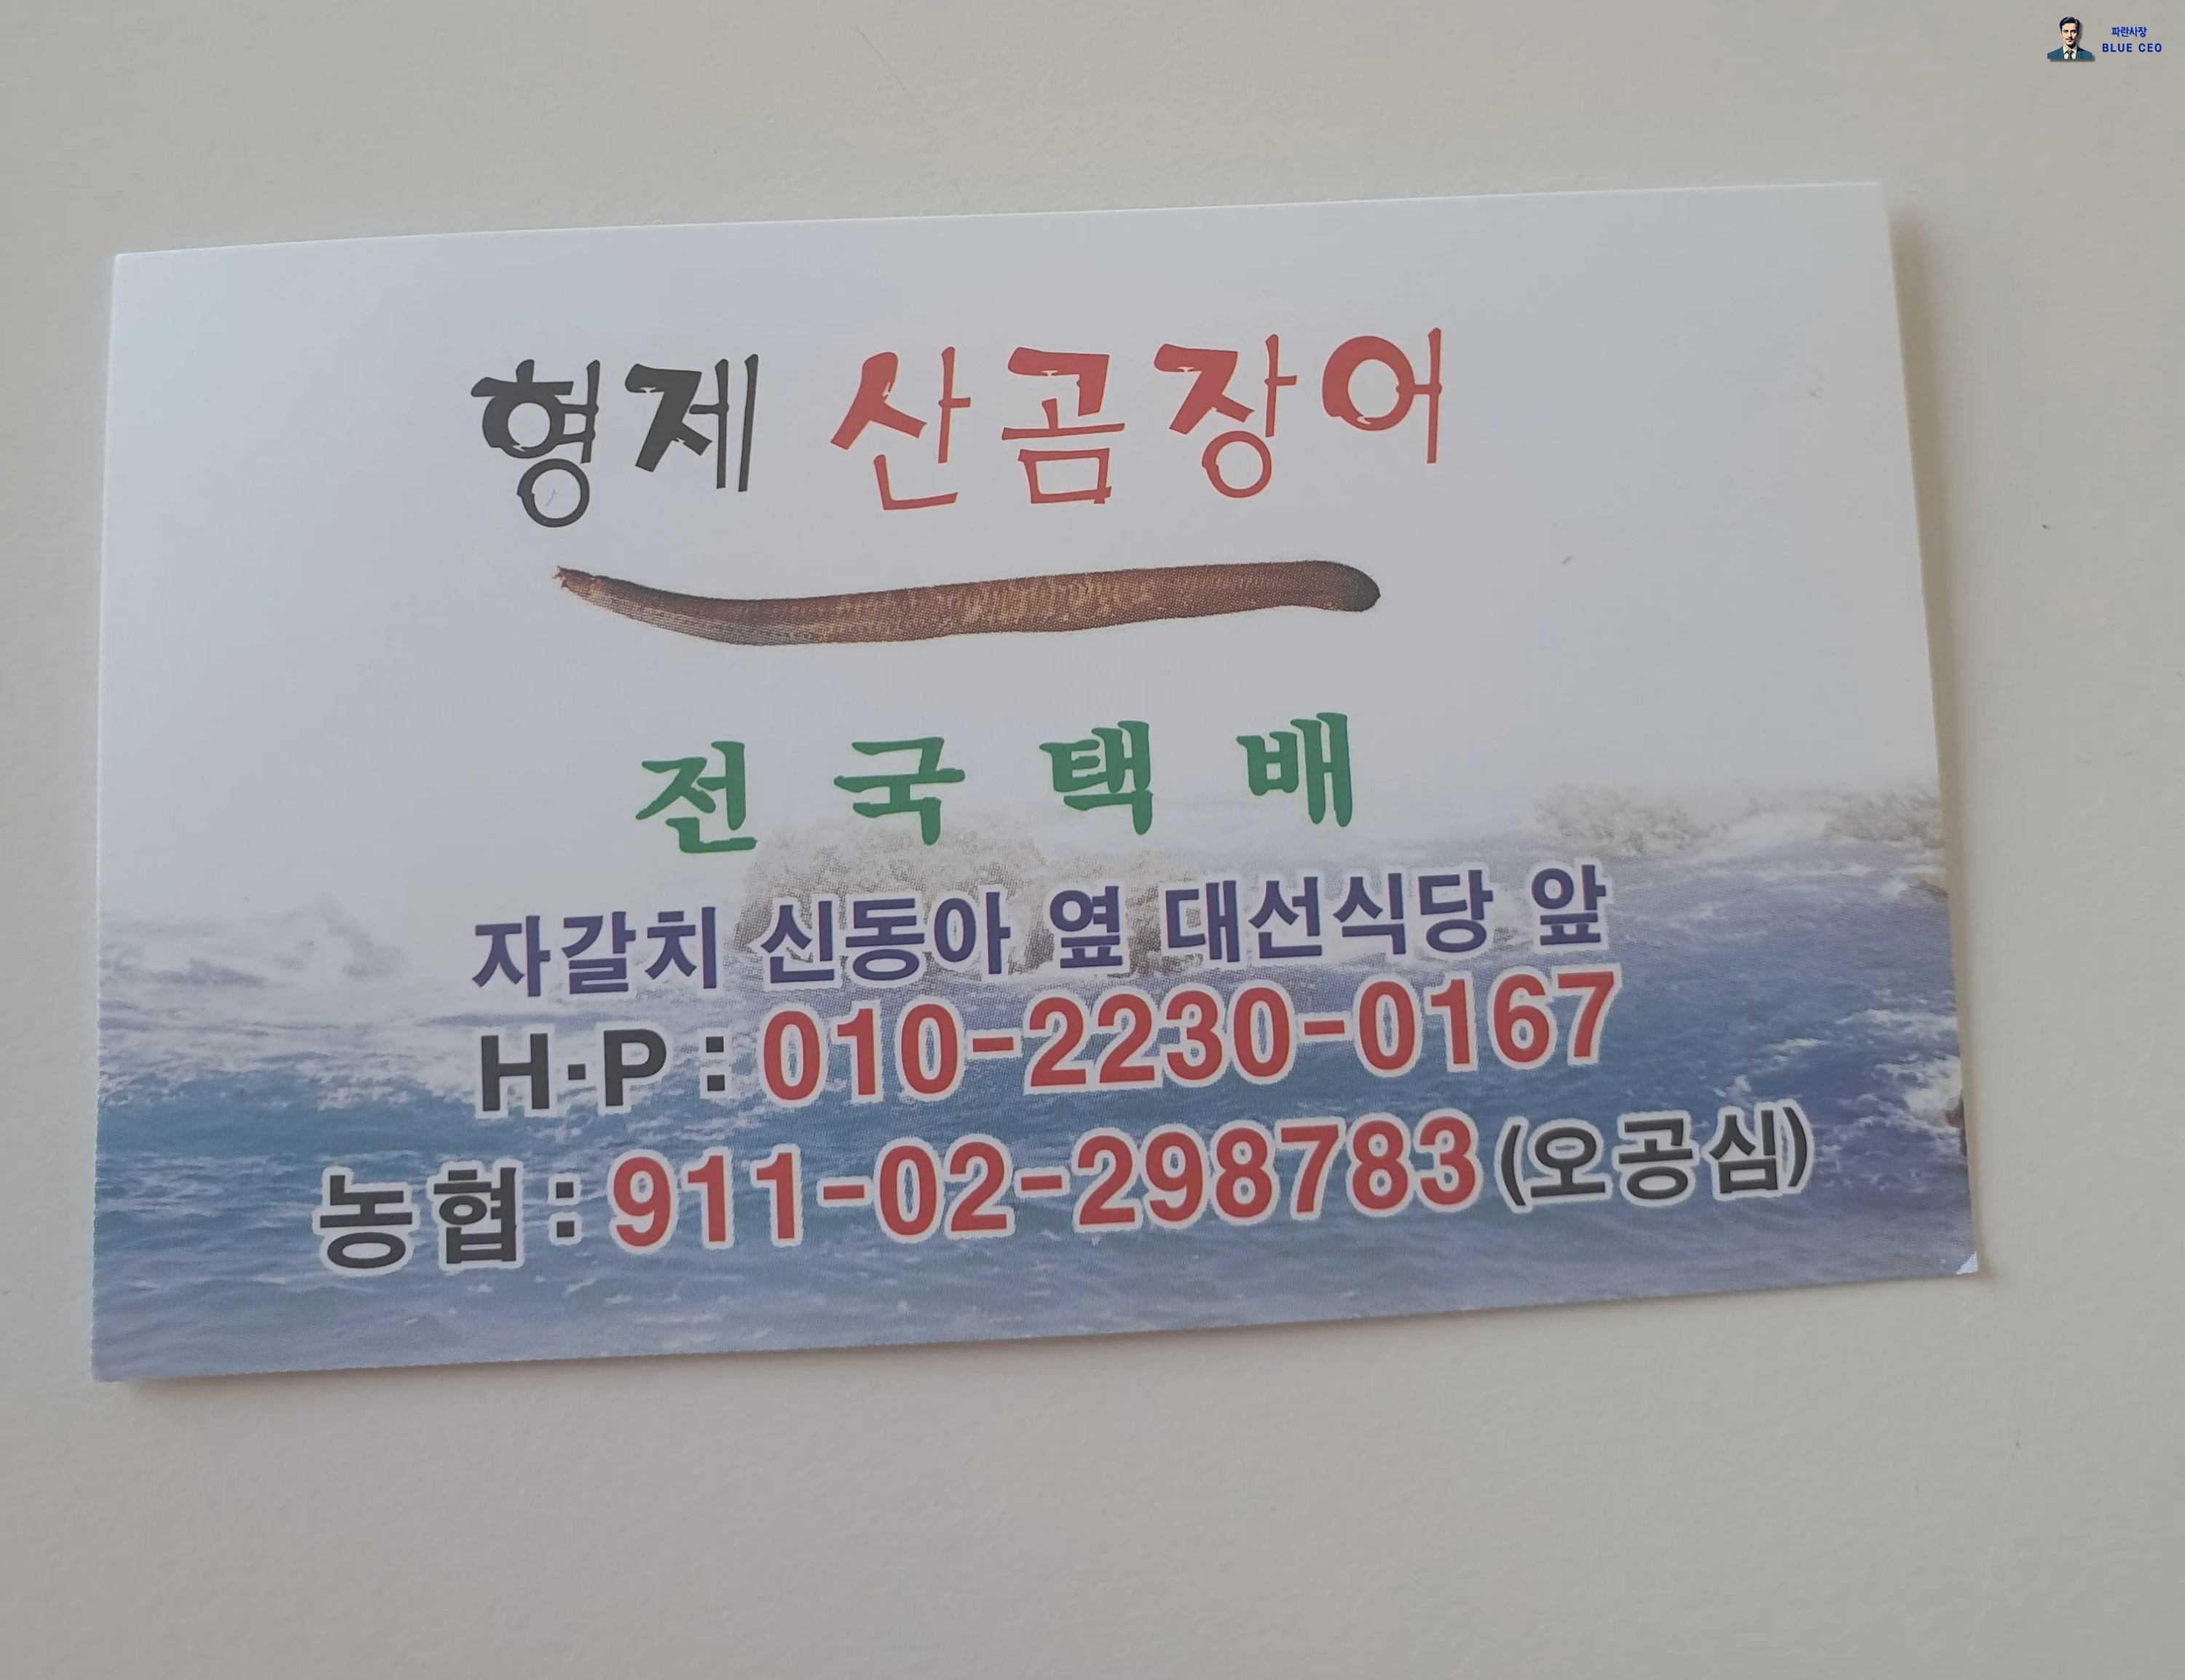 파란사장
BLUE CEO
형제 산곰장어
전국택배
자갈치 신동아 옆 대선식당 앞
H·P : 010-2230-0167
농협 : 911-02-298783 (오공심)